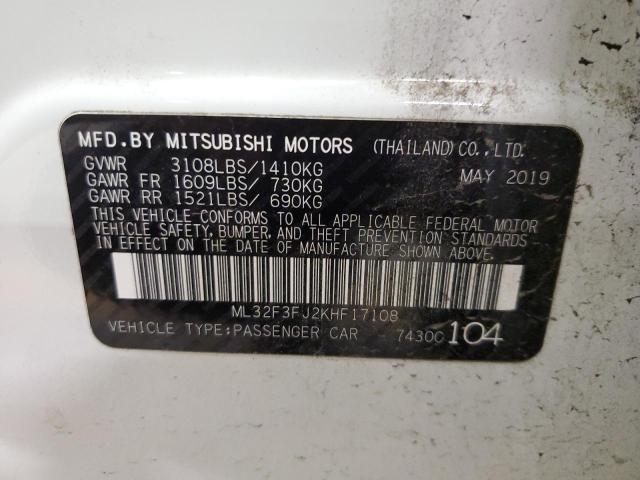 MFD.BY MITSUBISHI MOTORS (THAILAND) CO.,LTD.
GVWR 3108LBS/1410KG MAY 2019
GAWR FR 1609LBS/ 730KG
GAWR RR 1521LBS/ 690KG
THIS VEHICLE CONFORMS TO ALL APPLICABLE FEDERAL MOTOR
VEHICLE SAFETY, BUMPER, AND THEFT PREVENTION STANDARDS
IN EFFECT ON THE DATE OF MANUFACTURE SHOWN ABOVE.
ML32F3FJ2KHF17108
VEHICLE TYPE:PASSENGER CAR 7430C 104